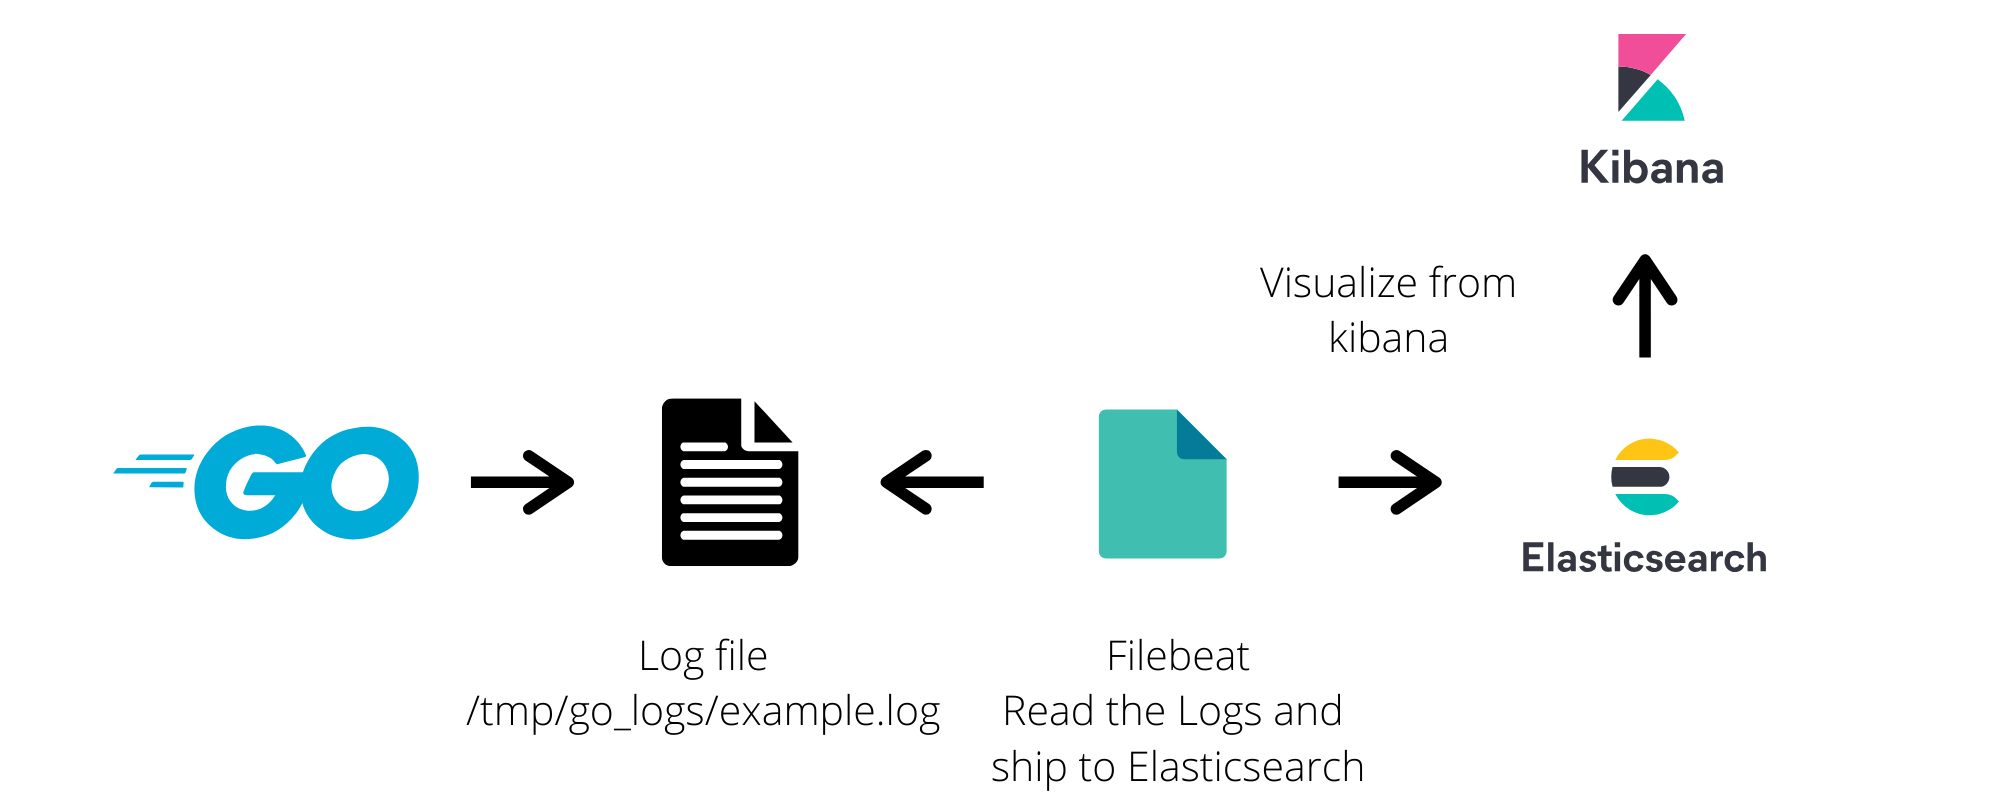 Kibana
Visualize from
kibana
GO
Elasticsearch
Log file
/tmp/go_logs/example.log
Filebeat
Read the Logs and
ship to Elasticsearch